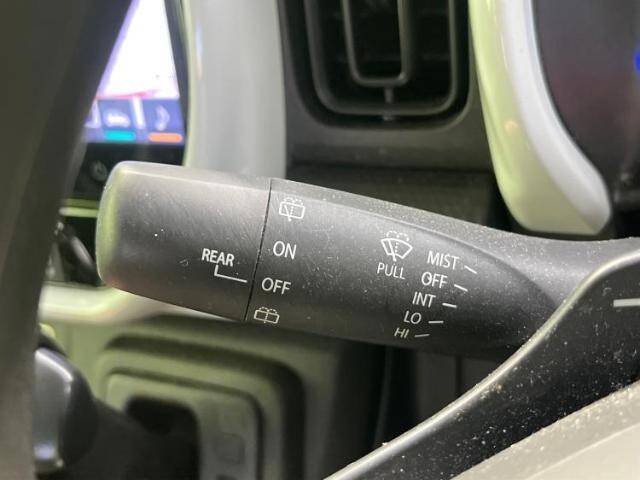 REAR
ON
OFF
PULL
MIST
OFF
INT
LO
HI